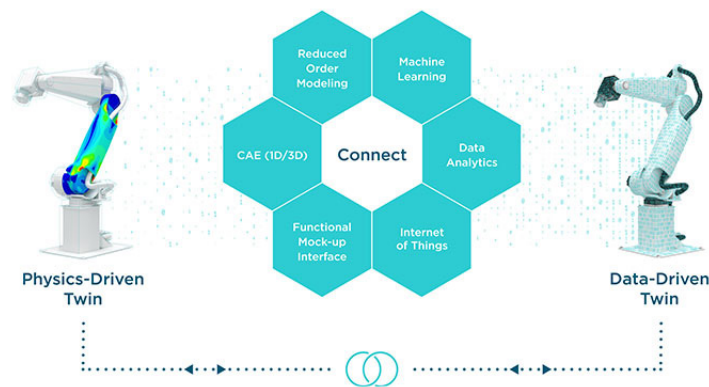 Reduced
Order
Modeling
Machine
Learning
CAE (1D/3D)
Connect
Data
Analytics
Functional
Mock-up
Interface
Internet
of Things
Physics-Driven
Twin
Data-Driven
Twin